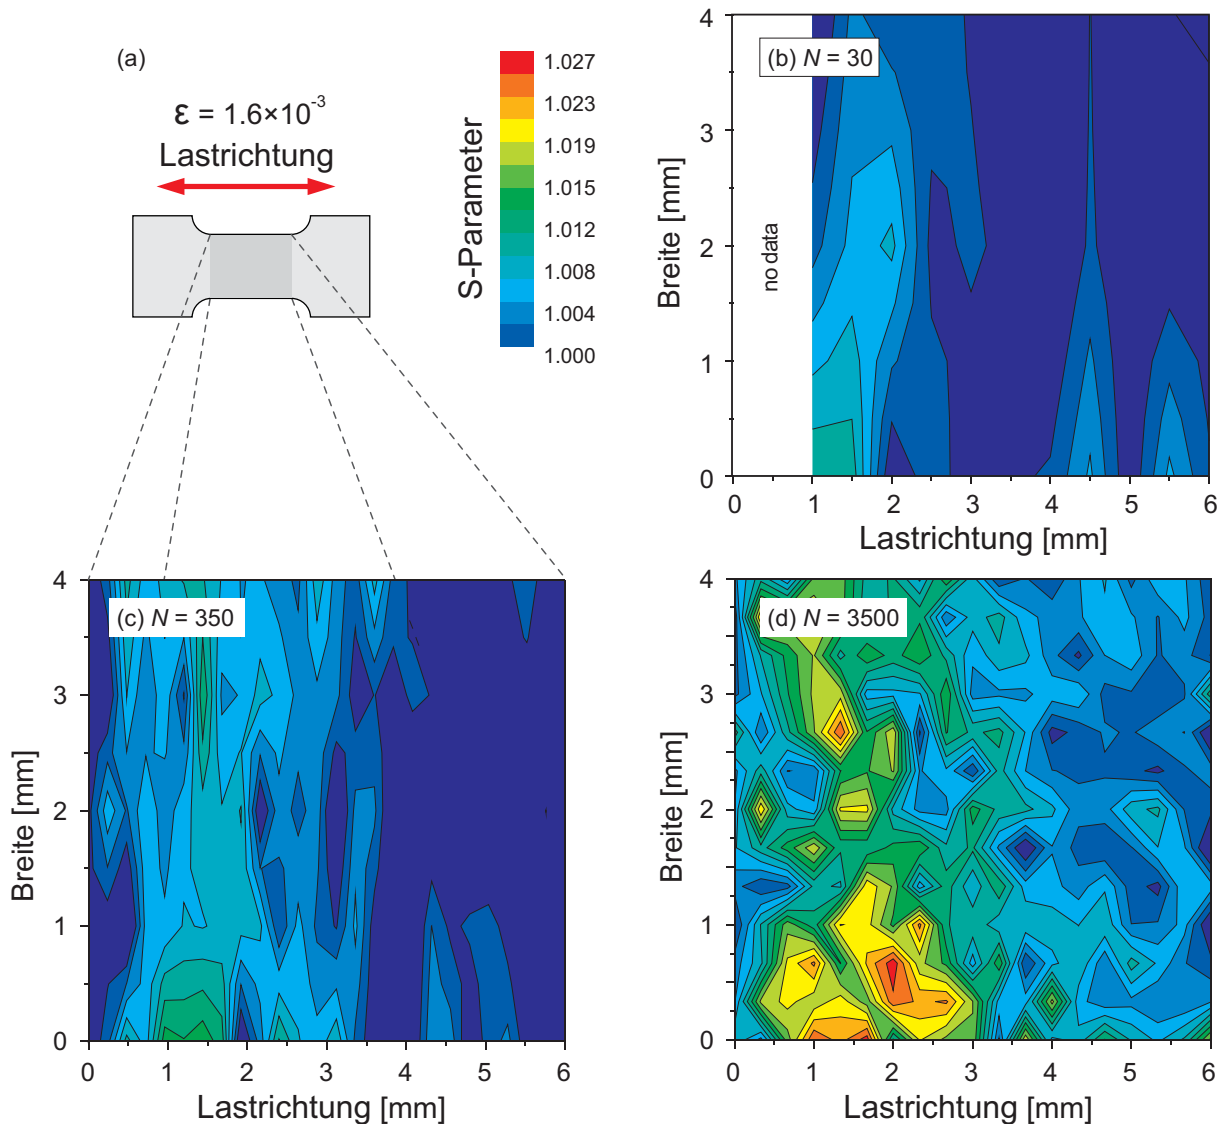 (a)
ε = 1.6×10⁻³
Lastrichtung
S-Parameter
1.027
1.023
1.019
1.015
1.012
1.008
1.004
1.000
(b) N = 30
no data
Breite [mm]
4
3
2
1
0
0 1 2 3 4 5 6
Lastrichtung [mm]
(c) N = 350
Breite [mm]
4
3
2
1
0
0 1 2 3 4 5 6
Lastrichtung [mm]
(d) N = 3500
Breite [mm]
4
3
2
1
0
0 1 2 3 4 5 6
Lastrichtung [mm]